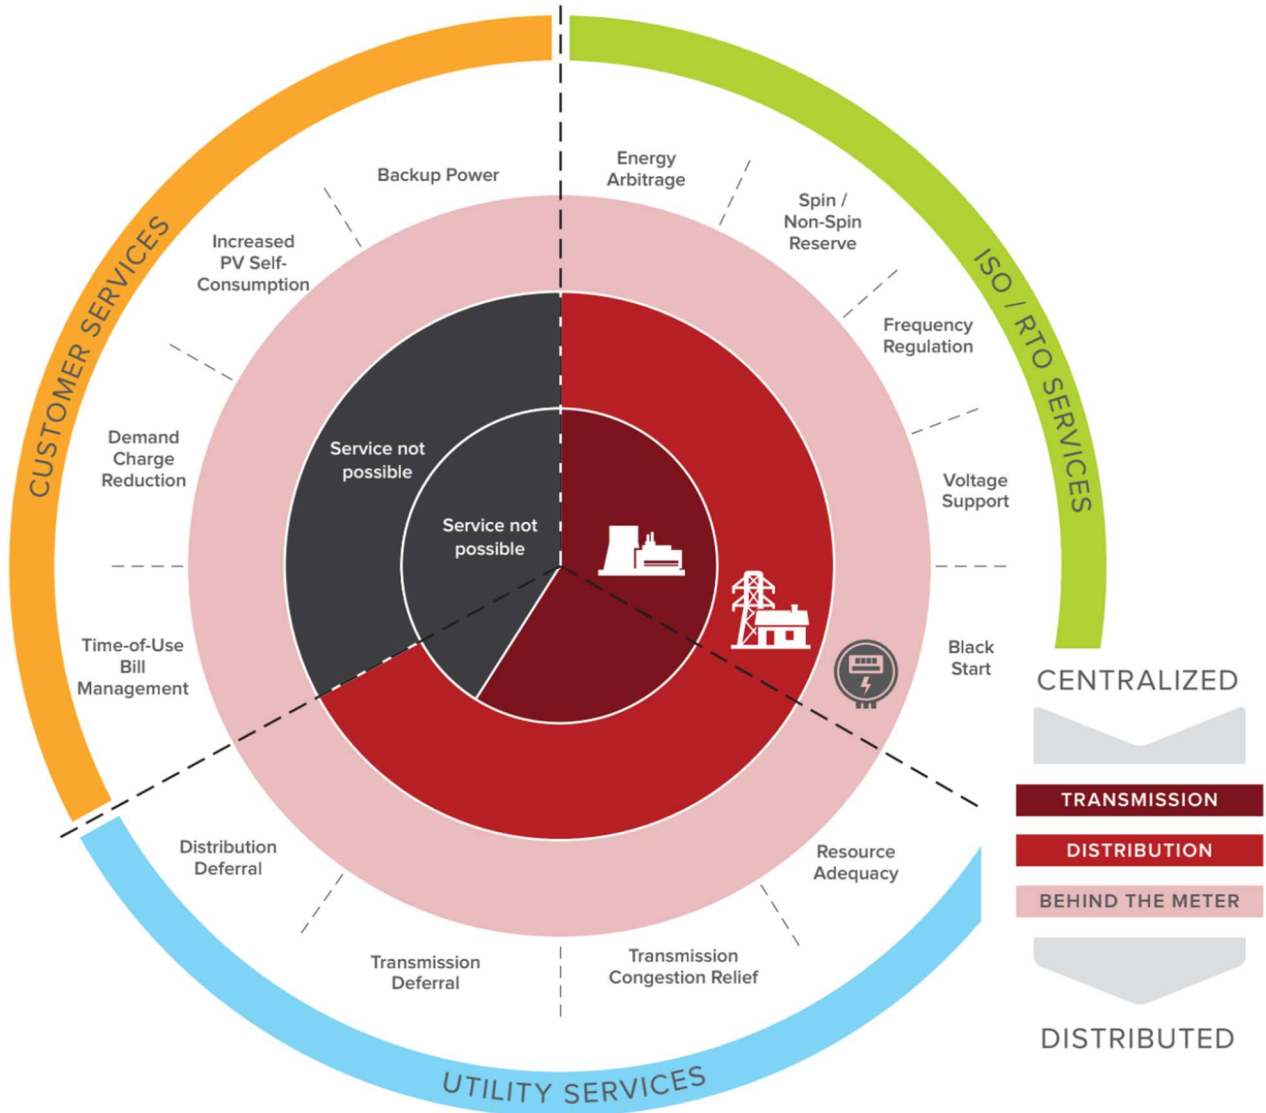 CUSTOMER SERVICES
ISO / RTO SERVICES
UTILITY SERVICES
Backup Power
Increased
PV Self-
Consumption
Demand
Charge
Reduction
Time-of-Use
Bill
Management
Energy
Arbitrage
Spin /
Non-Spin
Reserve
Frequency
Regulation
Voltage
Support
Black
Start
Service not
possible
Service not
possible
Distribution
Deferral
Transmission
Deferral
Transmission
Congestion Relief
Resource
Adequacy
CENTRALIZED
TRANSMISSION
DISTRIBUTION
BEHIND THE METER
DISTRIBUTED